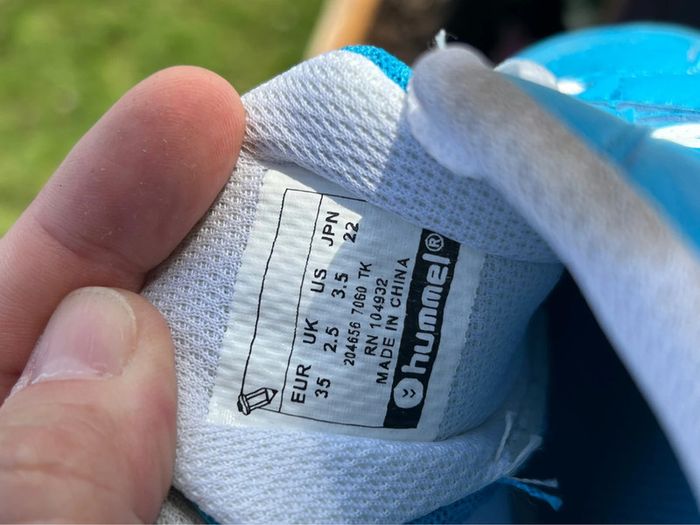 EUR UK US JPN
35 2.5 3.5 22
204656 7060 TK
RN 104932
MADE IN CHINA
hummel®